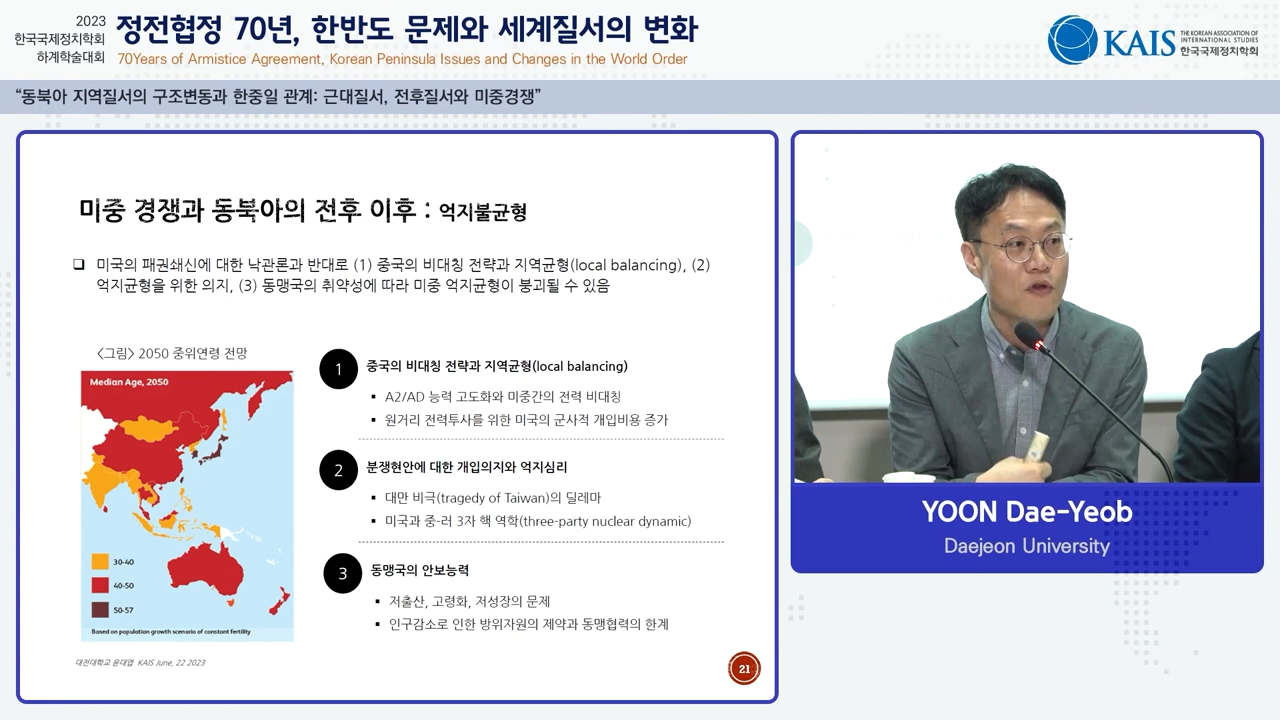 2023
한국국제정치학회
하계학술대회
정전협정 70년, 한반도 문제와 세계질서의 변화
70Years of Armistice Agreement, Korean Peninsula Issues and Changes in the World Order
KAIS
THE KOREAN ASSOCIATION OF
INTERNATIONAL STUDIES
한국국제정치학회
“동북아 지역질서의 구조변동과 한중일 관계: 근대질서, 전후질서와 미중경쟁”
미중 경쟁과 동북아의 전후 이후 : 억지불균형
❑ 미국의 패권쇄신에 대한 낙관론과 반대로 (1) 중국의 비대칭 전략과 지역균형(local balancing), (2)
억지균형을 위한 의지, (3) 동맹국의 취약성에 따라 미중 억지균형이 붕괴될 수 있음
<그림> 2050 중위연령 전망
Median Age, 2050
30-40
40-50
50-57
Based on population growth scenario of constant fertility
1 중국의 비대칭 전략과 지역균형(local balancing)
▪ A2/AD 능력 고도화와 미중간의 전력 비대칭
▪ 원거리 전력투사를 위한 미국의 군사적 개입비용 증가
2 분쟁현안에 대한 개입의지와 억지심리
▪ 대만 비극(tragedy of Taiwan)의 딜레마
▪ 미국과 중-러 3자 핵 역학(three-party nuclear dynamic)
3 동맹국의 안보능력
▪ 저출산, 고령화, 저성장의 문제
▪ 인구감소로 인한 방위자원의 제약과 동맹협력의 한계
대전대학교 윤대엽 KAIS June, 22 2023
21
YOON Dae-Yeob
Daejeon University